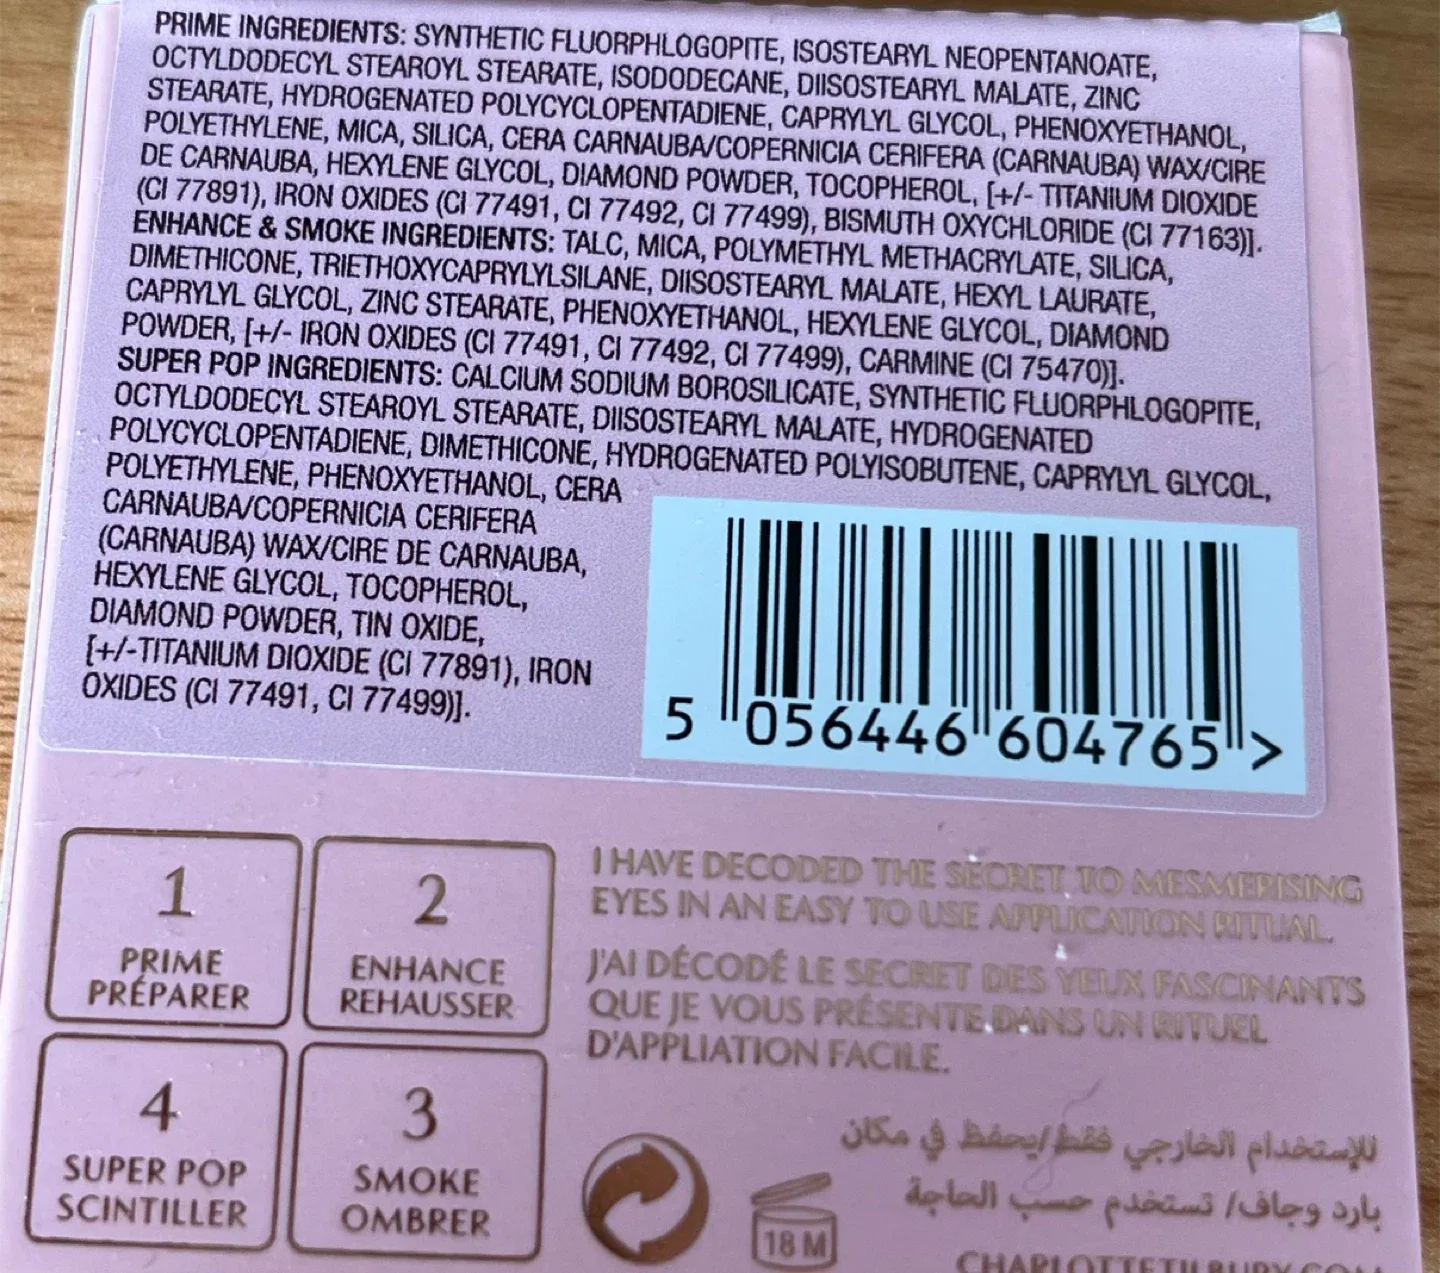 PRIME INGREDIENTS: SYNTHETIC FLUORPHLOGOPITE, ISOSTEARYL NEOPENTANOATE,
OCTYLDODECYL STEAROYL STEARATE, ISODODECANE, DIISOSTEARYL MALATE, ZINC
STEARATE, HYDROGENATED POLYCYCLOPENTADIENE, CAPRYLYL GLYCOL, PHENOXYETHANOL,
POLYETHYLENE, MICA, SILICA, CERA CARNAUBA/COPERNICIA CERIFERA (CARNAUBA) WAX/CIRE
DE CARNAUBA, HEXYLENE GLYCOL, DIAMOND POWDER, TOCOPHEROL, [+/- TITANIUM DIOXIDE
(CI 77891), IRON OXIDES (CI 77491, CI 77492, CI 77499), BISMUTH OXYCHLORIDE (CI 77163)].
ENHANCE & SMOKE INGREDIENTS: TALC, MICA, POLYMETHYL METHACRYLATE, SILICA,
DIMETHICONE, TRIETHOXYCAPRYLYLSILANE, DIISOSTEARYL MALATE, HEXYL LAURATE,
CAPRYLYL GLYCOL, ZINC STEARATE, PHENOXYETHANOL, HEXYLENE GLYCOL, DIAMOND
POWDER, [+/- IRON OXIDES (CI 77491, CI 77492, CI 77499), CARMINE (CI 75470)].
SUPER POP INGREDIENTS: CALCIUM SODIUM BOROSILICATE, SYNTHETIC FLUORPHLOGOPITE,
OCTYLDODECYL STEAROYL STEARATE, DIISOSTEARYL MALATE, HYDROGENATED
POLYCYCLOPENTADIENE, DIMETHICONE, HYDROGENATED POLYISOBUTENE, CAPRYLYL GLYCOL,
POLYETHYLENE, PHENOXYETHANOL, CERA
CARNAUBA/COPERNICIA CERIFERA
(CARNAUBA) WAX/CIRE DE CARNAUBA,
HEXYLENE GLYCOL, TOCOPHEROL,
DIAMOND POWDER, TIN OXIDE,
[+/-TITANIUM DIOXIDE (CI 77891), IRON
OXIDES (CI 77491, CI 77499)].
5 056446 604765 >
1
PRIME
PRÉPARER
2
ENHANCE
REHAUSSER
4
SUPER POP
SCINTILLER
3
SMOKE
OMBRER
I HAVE DECODED THE SECRET TO MESMERISING
EYES IN AN EASY TO USE APPLICATION RITUAL.
J'AI DÉCODÉ LE SECRET DES YEUX FASCINANTS
QUE JE VOUS PRÉSENTE DANS UN RITUEL
D'APPLIATION FACILE.
للإستخدام الخارجي فقط/يحفظ في مكان
بارد وجاف/ تستخدم حسب الحاجة
18 M
CHARLOTTETILBURY.COM